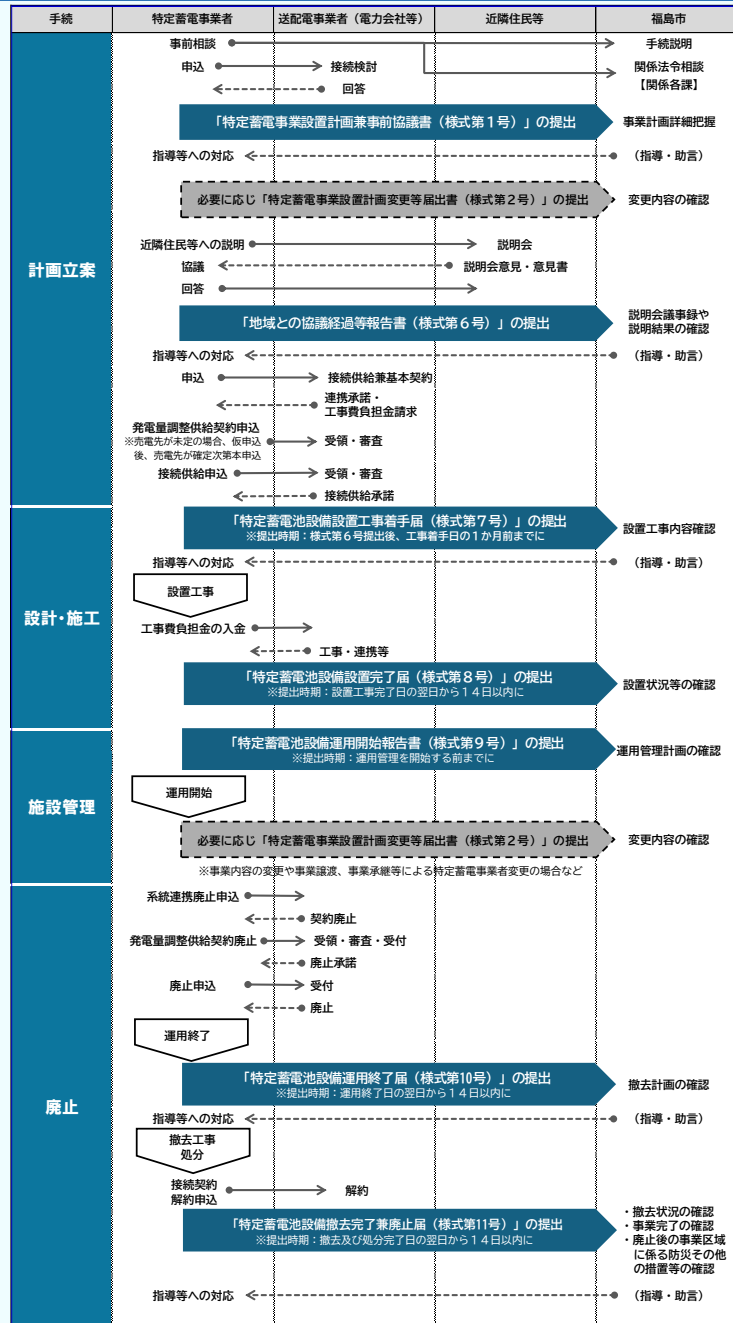 手続
特定蓄電事業者
送配電事業者（電力会社等）
近隣住民等
福島市
計画立案
事前相談
手続説明
申込
接続検討
関係法令相談
【関係各課】
回答
「特定蓄電事業設置計画兼事前協議書（様式第１号）」の提出
事業計画詳細把握
指導等への対応
（指導・助言）
必要に応じ「特定蓄電事業設置計画変更等届出書（様式第２号）」の提出
変更内容の確認
近隣住民等への説明
説明会
協議
説明会意見・意見書
回答
「地域との協議経過等報告書（様式第６号）」の提出
説明会議事録や
説明結果の確認
指導等への対応
（指導・助言）
申込
接続供給兼基本契約
連携承諾・
工事費負担金請求
発電量調整供給契約申込
※売電先が未定の場合、仮申込
後、売電先が確定次第本申込
受領・審査
接続供給申込
受領・審査
接続供給承諾
設計・施工
「特定蓄電池設備設置工事着手届（様式第７号）」の提出
※提出時期：様式第６号提出後、工事着手日の１か月前までに
設置工事内容確認
指導等への対応
（指導・助言）
設置工事
工事費負担金の入金
工事・連携等
「特定蓄電池設備設置完了届（様式第８号）」の提出
※提出時期：設置工事完了日の翌日から１４日以内に
設置状況等の確認
施設管理
「特定蓄電池設備運用開始報告書（様式第９号）」の提出
※提出時期：運用管理を開始する前までに
運用管理計画の確認
運用開始
必要に応じ「特定蓄電事業設置計画変更等届出書（様式第２号）」の提出
変更内容の確認
※事業内容の変更や事業譲渡、事業承継等による特定蓄電事業者変更の場合など
廃止
系統連携廃止申込
契約廃止
発電量調整供給契約廃止
受領・審査・受付
廃止承諾
廃止申込
受付
廃止
運用終了
「特定蓄電池設備運用終了届（様式第10号）」の提出
※提出時期：運用終了日の翌日から１４日以内に
撤去計画の確認
指導等への対応
（指導・助言）
撤去工事
処分
接続契約
解約申込
解約
「特定蓄電池設備撤去完了兼廃止届（様式第11号）」の提出
※提出時期：撤去及び処分完了日の翌日から１４日以内に
・撤去状況の確認
・事業完了の確認
・廃止後の事業区域
に係る防災その他
の措置等の確認
指導等への対応
（指導・助言）